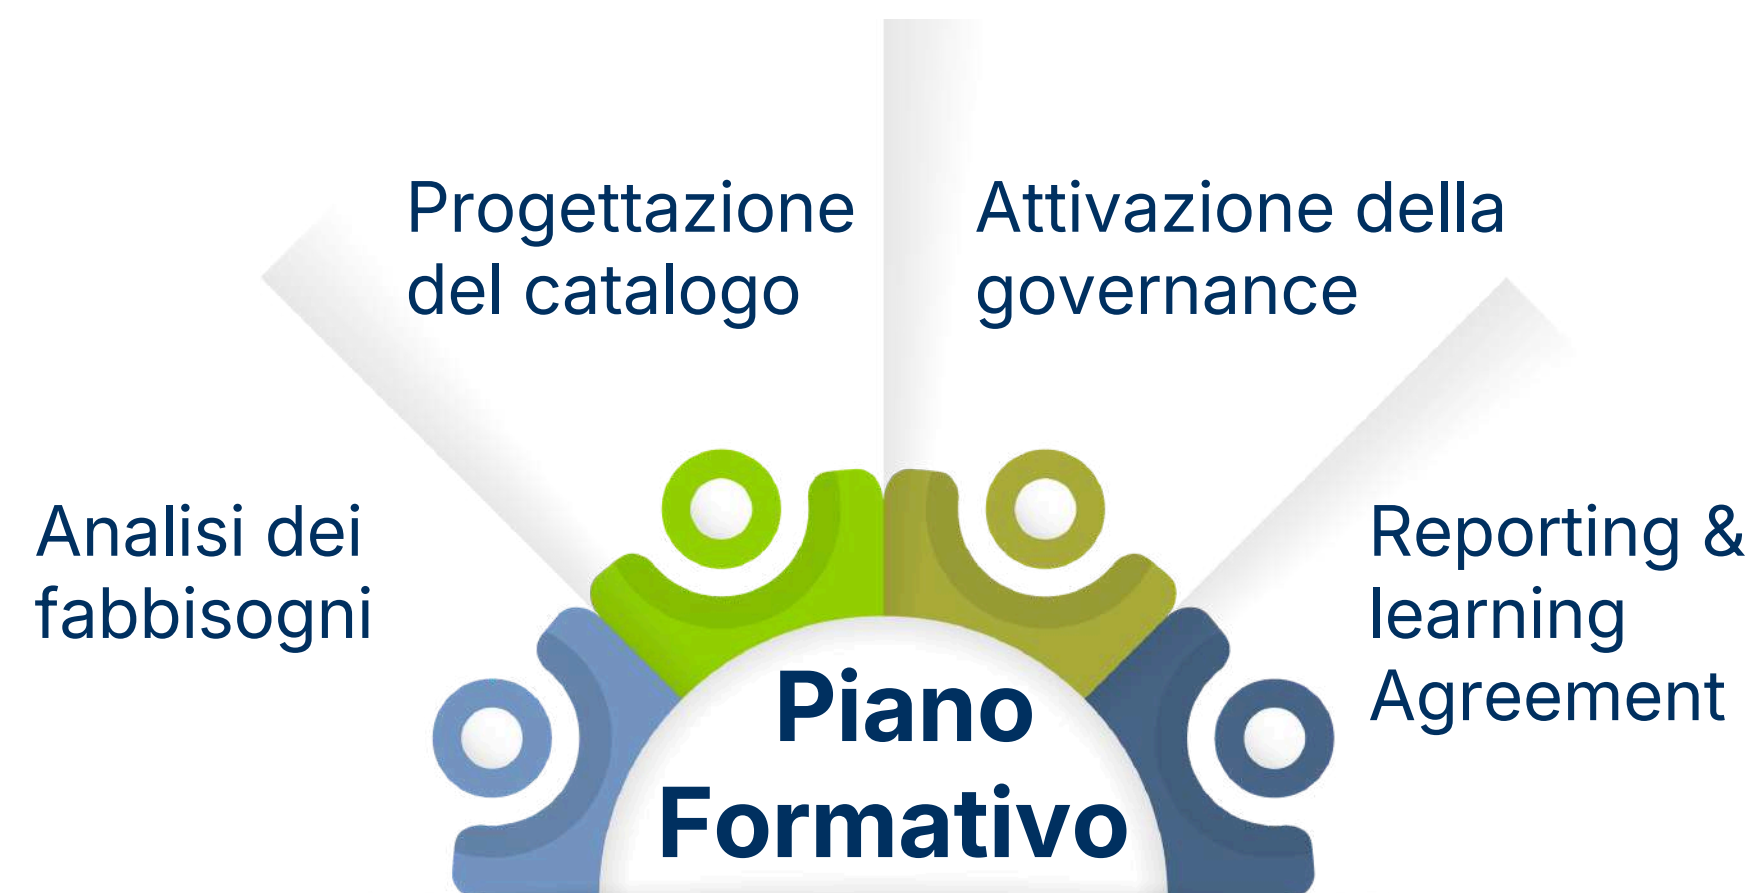 Progettazione
del catalogo
Attivazione della
governance
Analisi dei
fabbisogni
Reporting &
learning
Agreement
Piano
Formativo